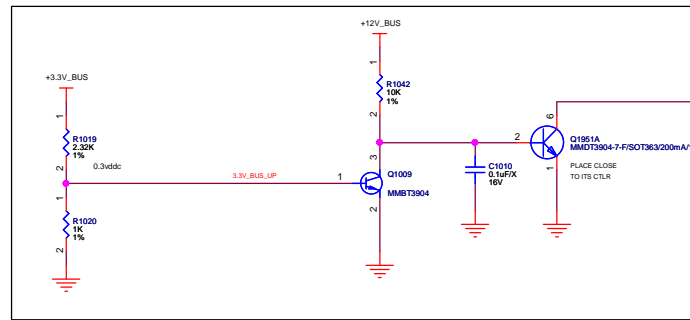 +12V_BUS
+3.3V_BUS
1
R1042
10K
1%
2
1
R1019
2.32K
1%
2
0.3vddc
3.3V_BUS_UP
1
3
Q1009
MMBT3904
2
C1010
0.1uF/X
16V
2
6
Q1951A
MMDT3904-7-F/SOT363/200mA/
1
PLACE CLOSE
TO ITS CTLR
1
R1020
1K
1%
2